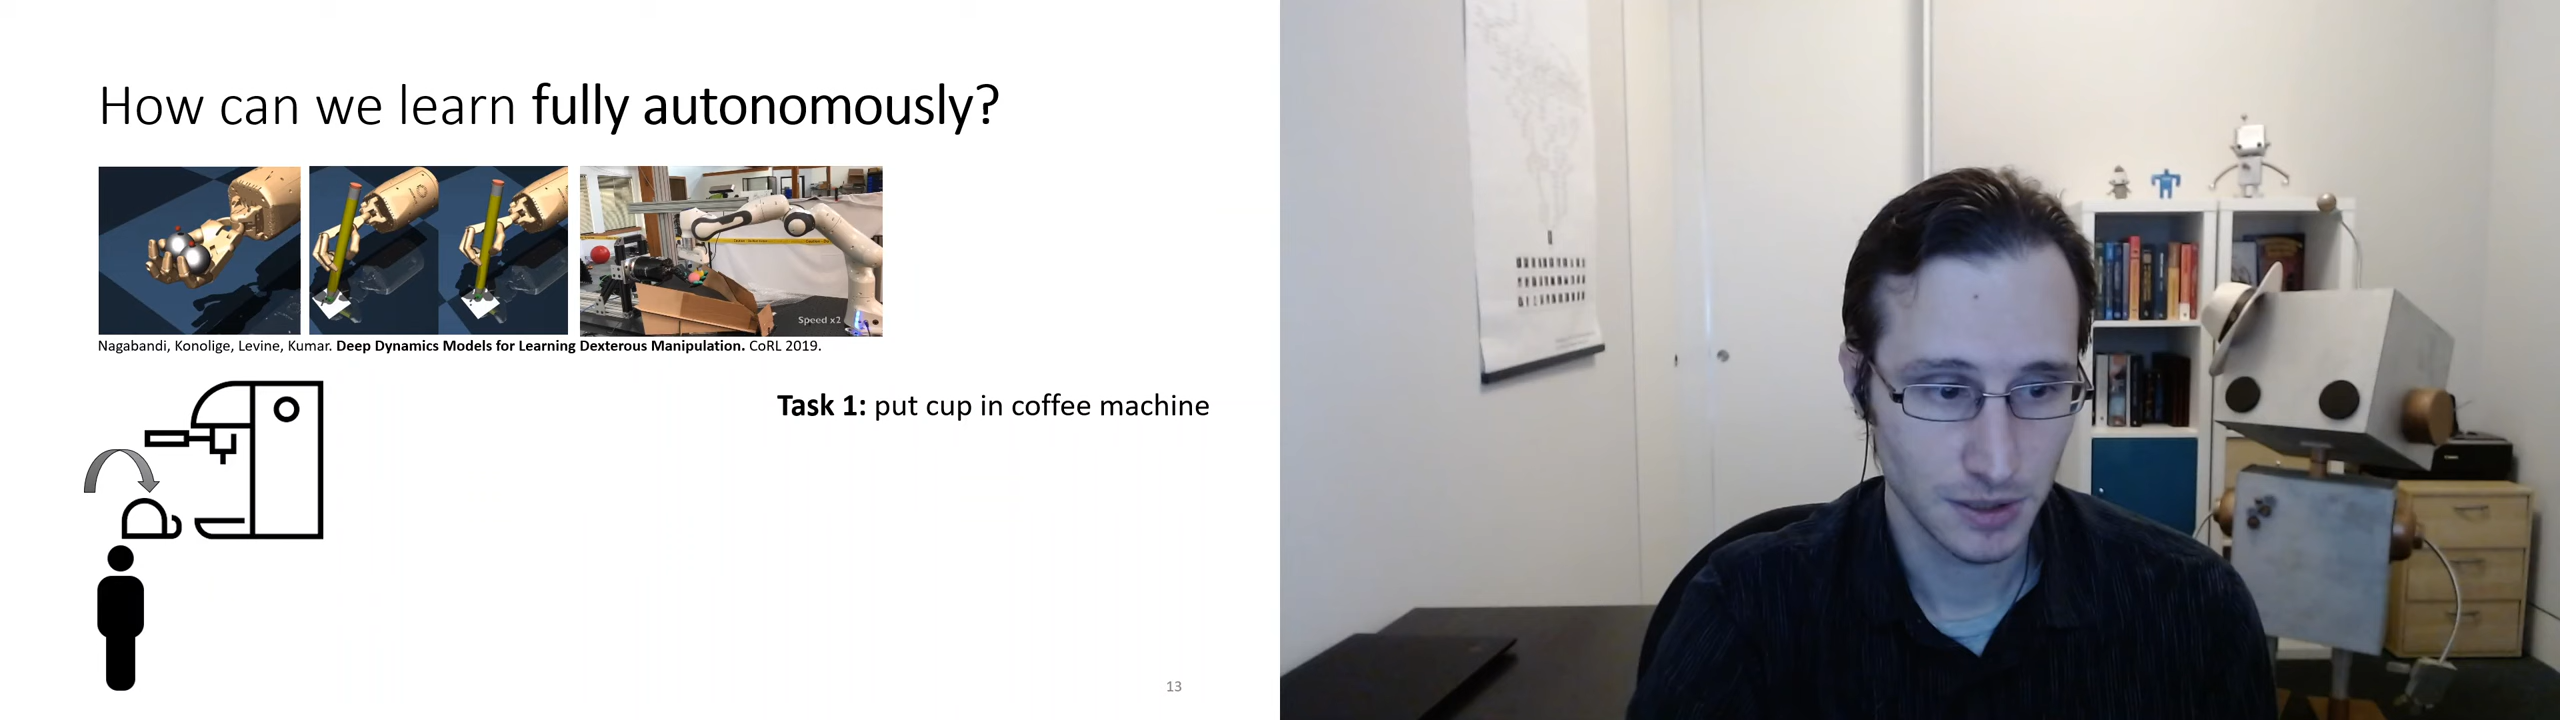 How can we learn fully autonomously?
Speed x2
Nagabandi, Konolige, Levine, Kumar. Deep Dynamics Models for Learning Dexterous Manipulation. CoRL 2019.
Task 1: put cup in coffee machine
13